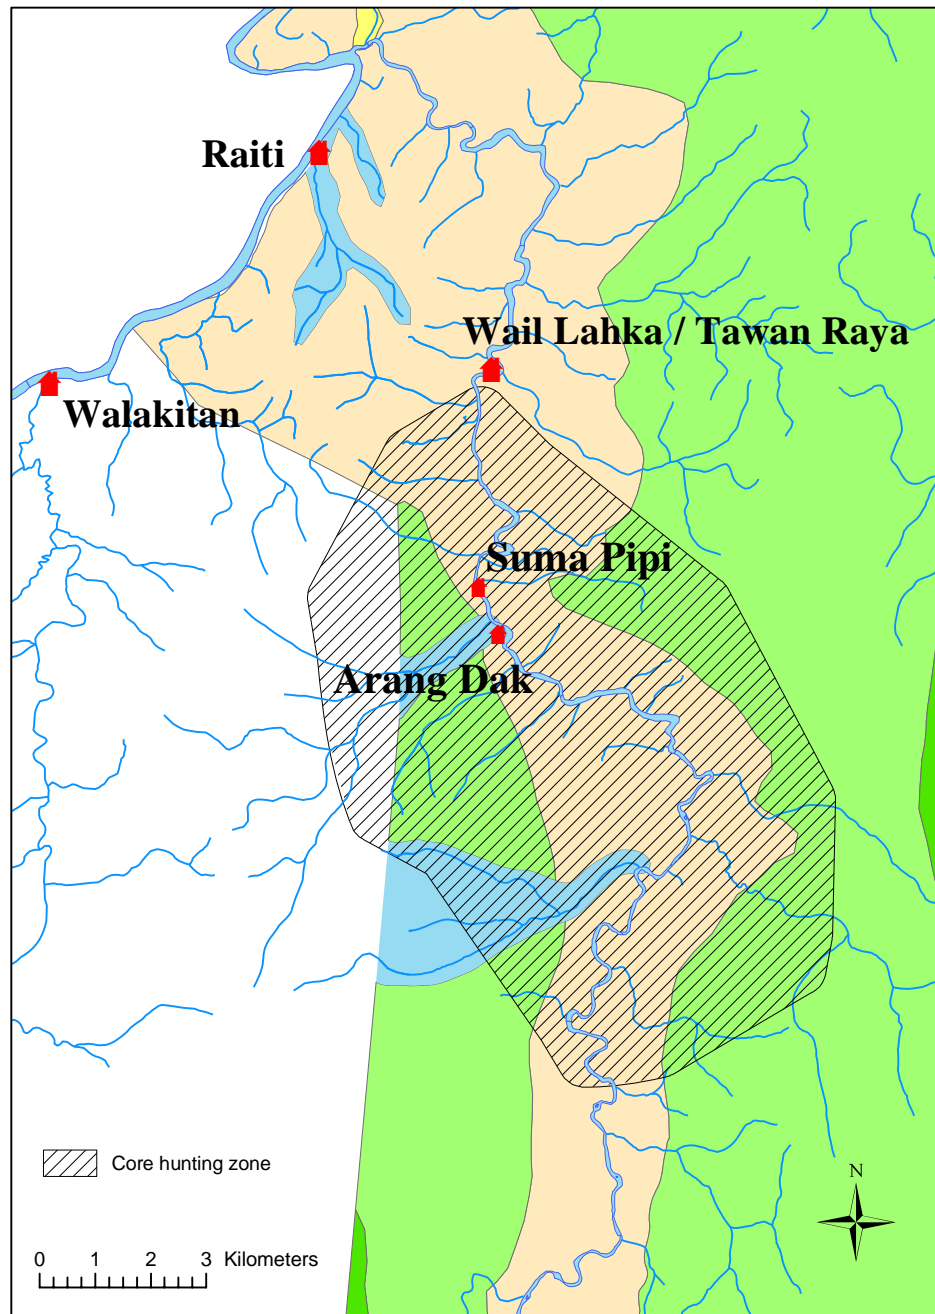 Raiti
Wail Lahka / Tawan Raya
Walakitan
Suma Pipi
Arang Dak
Core hunting zone
N
0 1 2 3 Kilometers